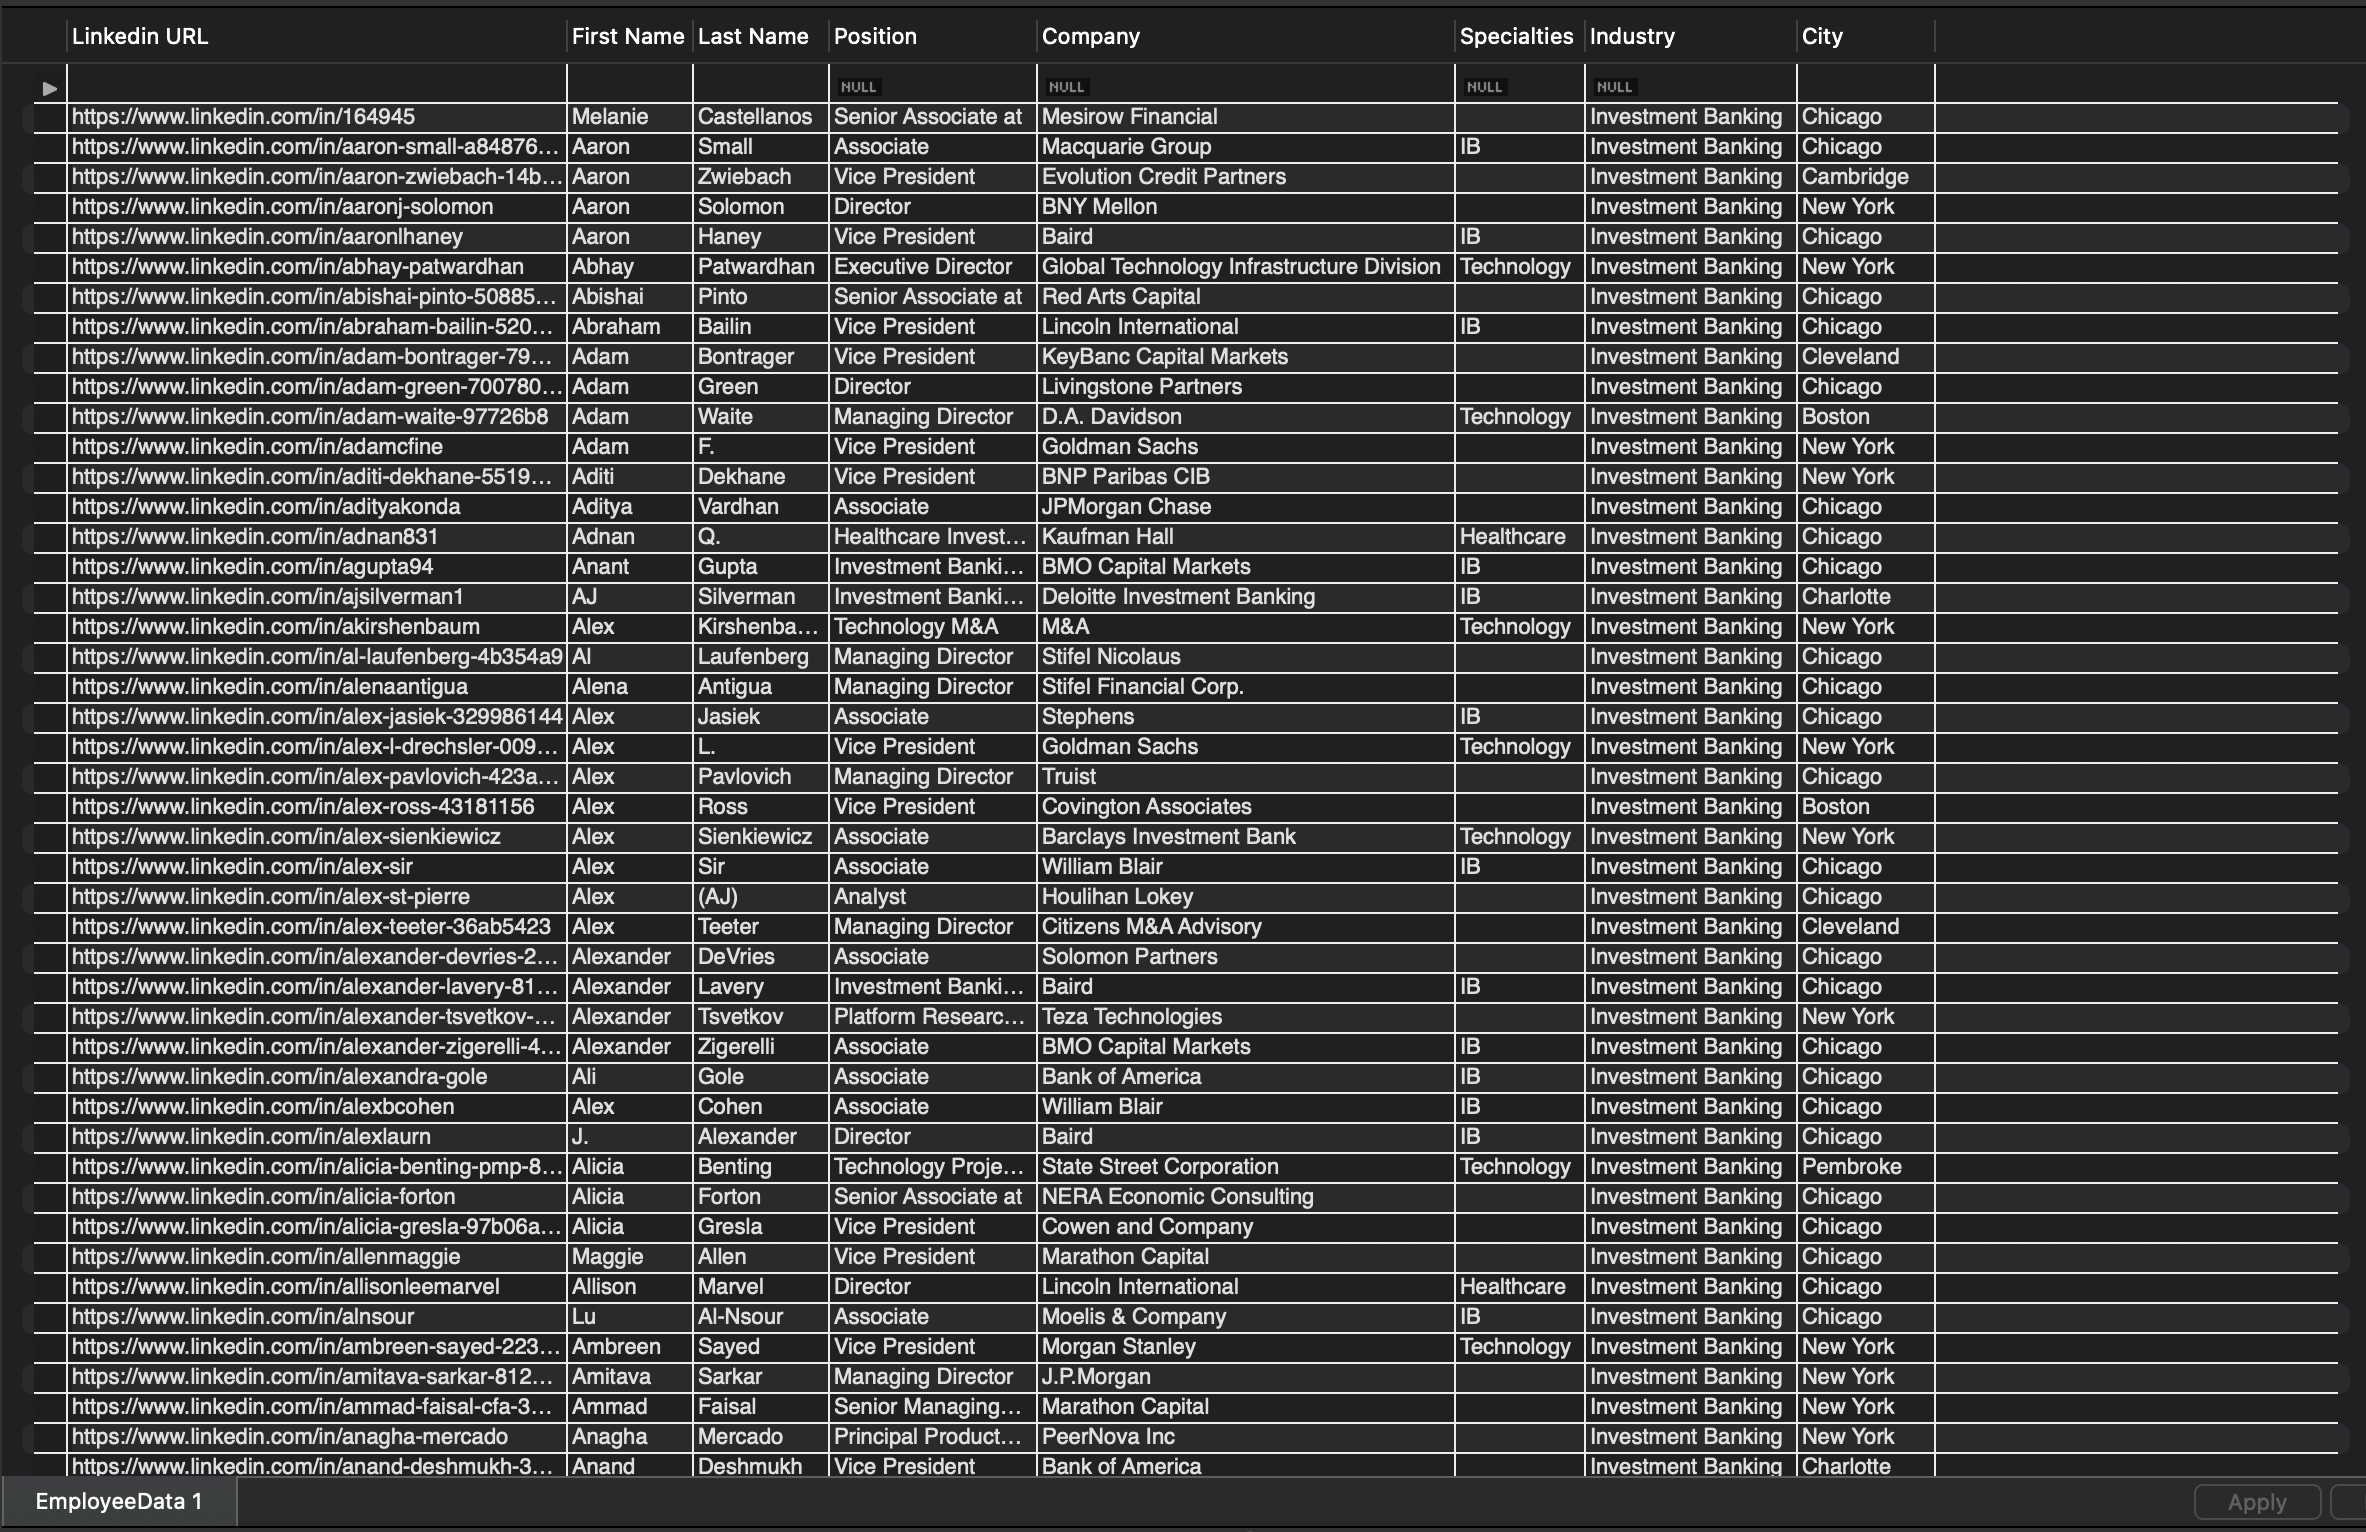 Linkedin URL First Name Last Name Position Company Specialties Industry City
NULL NULL NULL NULL
https://www.linkedin.com/in/164945 Melanie Castellanos Senior Associate at Mesirow Financial Investment Banking Chicago
https://www.linkedin.com/in/aaron-small-a84876... Aaron Small Associate Macquarie Group IB Investment Banking Chicago
https://www.linkedin.com/in/aaron-zwiebach-14b... Aaron Zwiebach Vice President Evolution Credit Partners Investment Banking Cambridge
https://www.linkedin.com/in/aaronj-solomon Aaron Solomon Director BNY Mellon Investment Banking New York
https://www.linkedin.com/in/aaronlhaney Aaron Haney Vice President Baird IB Investment Banking Chicago
https://www.linkedin.com/in/abhay-patwardhan Abhay Patwardhan Executive Director Global Technology Infrastructure Division Technology Investment Banking New York
https://www.linkedin.com/in/abishai-pinto-50885... Abishai Pinto Senior Associate at Red Arts Capital Investment Banking Chicago
https://www.linkedin.com/in/abraham-bailin-520... Abraham Bailin Vice President Lincoln International IB Investment Banking Chicago
https://www.linkedin.com/in/adam-bontrager-79... Adam Bontrager Vice President KeyBanc Capital Markets Investment Banking Cleveland
https://www.linkedin.com/in/adam-green-700780... Adam Green Director Livingstone Partners Investment Banking Chicago
https://www.linkedin.com/in/adam-waite-97726b8 Adam Waite Managing Director D.A. Davidson Technology Investment Banking Boston
https://www.linkedin.com/in/adamcfine Adam F. Vice President Goldman Sachs Investment Banking New York
https://www.linkedin.com/in/aditi-dekhane-5519... Aditi Dekhane Vice President BNP Paribas CIB Investment Banking New York
https://www.linkedin.com/in/adityakonda Aditya Vardhan Associate JPMorgan Chase Investment Banking Chicago
https://www.linkedin.com/in/adnan831 Adnan Q. Healthcare Invest... Kaufman Hall Healthcare Investment Banking Chicago
https://www.linkedin.com/in/agupta94 Anant Gupta Investment Banki... BMO Capital Markets IB Investment Banking Chicago
https://www.linkedin.com/in/ajsilverman1 AJ Silverman Investment Banki... Deloitte Investment Banking IB Investment Banking Charlotte
https://www.linkedin.com/in/akirshenbaum Alex Kirshenba... Technology M&A M&A Technology Investment Banking New York
https://www.linkedin.com/in/al-laufenberg-4b354a9 Al Laufenberg Managing Director Stifel Nicolaus Investment Banking Chicago
https://www.linkedin.com/in/alenaantigua Alena Antigua Managing Director Stifel Financial Corp. Investment Banking Chicago
https://www.linkedin.com/in/alex-jasiek-329986144 Alex Jasiek Associate Stephens IB Investment Banking Chicago
https://www.linkedin.com/in/alex-l-drechsler-009... Alex L. Vice President Goldman Sachs Technology Investment Banking New York
https://www.linkedin.com/in/alex-pavlovich-423a... Alex Pavlovich Managing Director Truist Investment Banking Chicago
https://www.linkedin.com/in/alex-ross-43181156 Alex Ross Vice President Covington Associates Investment Banking Boston
https://www.linkedin.com/in/alex-sienkiewicz Alex Sienkiewicz Associate Barclays Investment Bank Technology Investment Banking New York
https://www.linkedin.com/in/alex-sir Alex Sir Associate William Blair IB Investment Banking Chicago
https://www.linkedin.com/in/alex-st-pierre Alex (AJ) Analyst Houlihan Lokey Investment Banking Chicago
https://www.linkedin.com/in/alex-teeter-36ab5423 Alex Teeter Managing Director Citizens M&A Advisory Investment Banking Cleveland
https://www.linkedin.com/in/alexander-devries-2... Alexander DeVries Associate Solomon Partners Investment Banking Chicago
https://www.linkedin.com/in/alexander-lavery-81... Alexander Lavery Investment Banki... Baird IB Investment Banking Chicago
https://www.linkedin.com/in/alexander-tsvetkov-... Alexander Tsvetkov Platform Researc... Teza Technologies Investment Banking New York
https://www.linkedin.com/in/alexander-zigerelli-4... Alexander Zigerelli Associate BMO Capital Markets IB Investment Banking Chicago
https://www.linkedin.com/in/alexandra-gole Ali Gole Associate Bank of America IB Investment Banking Chicago
https://www.linkedin.com/in/alexbcohen Alex Cohen Associate William Blair IB Investment Banking Chicago
https://www.linkedin.com/in/alexlaurn J. Alexander Director Baird IB Investment Banking Chicago
https://www.linkedin.com/in/alicia-benting-pmp-8... Alicia Benting Technology Proje... State Street Corporation Technology Investment Banking Pembroke
https://www.linkedin.com/in/alicia-forton Alicia Forton Senior Associate at NERA Economic Consulting Investment Banking Chicago
https://www.linkedin.com/in/alicia-gresla-97b06a... Alicia Gresla Vice President Cowen and Company Investment Banking Chicago
https://www.linkedin.com/in/allenmaggie Maggie Allen Vice President Marathon Capital Investment Banking Chicago
https://www.linkedin.com/in/allisonleemarvel Allison Marvel Director Lincoln International Healthcare Investment Banking Chicago
https://www.linkedin.com/in/alnsour Lu Al-Nsour Associate Moelis & Company IB Investment Banking Chicago
https://www.linkedin.com/in/ambreen-sayed-223... Ambreen Sayed Vice President Morgan Stanley Technology Investment Banking New York
https://www.linkedin.com/in/amitava-sarkar-812... Amitava Sarkar Managing Director J.P.Morgan Investment Banking New York
https://www.linkedin.com/in/ammad-faisal-cfa-3... Ammad Faisal Senior Managing... Marathon Capital Investment Banking New York
https://www.linkedin.com/in/anagha-mercado Anagha Mercado Principal Product... PeerNova Inc Investment Banking New York
https://www.linkedin.com/in/anand-deshmukh-3... Anand Deshmukh Vice President Bank of America Investment Banking Charlotte
EmployeeData 1 Apply